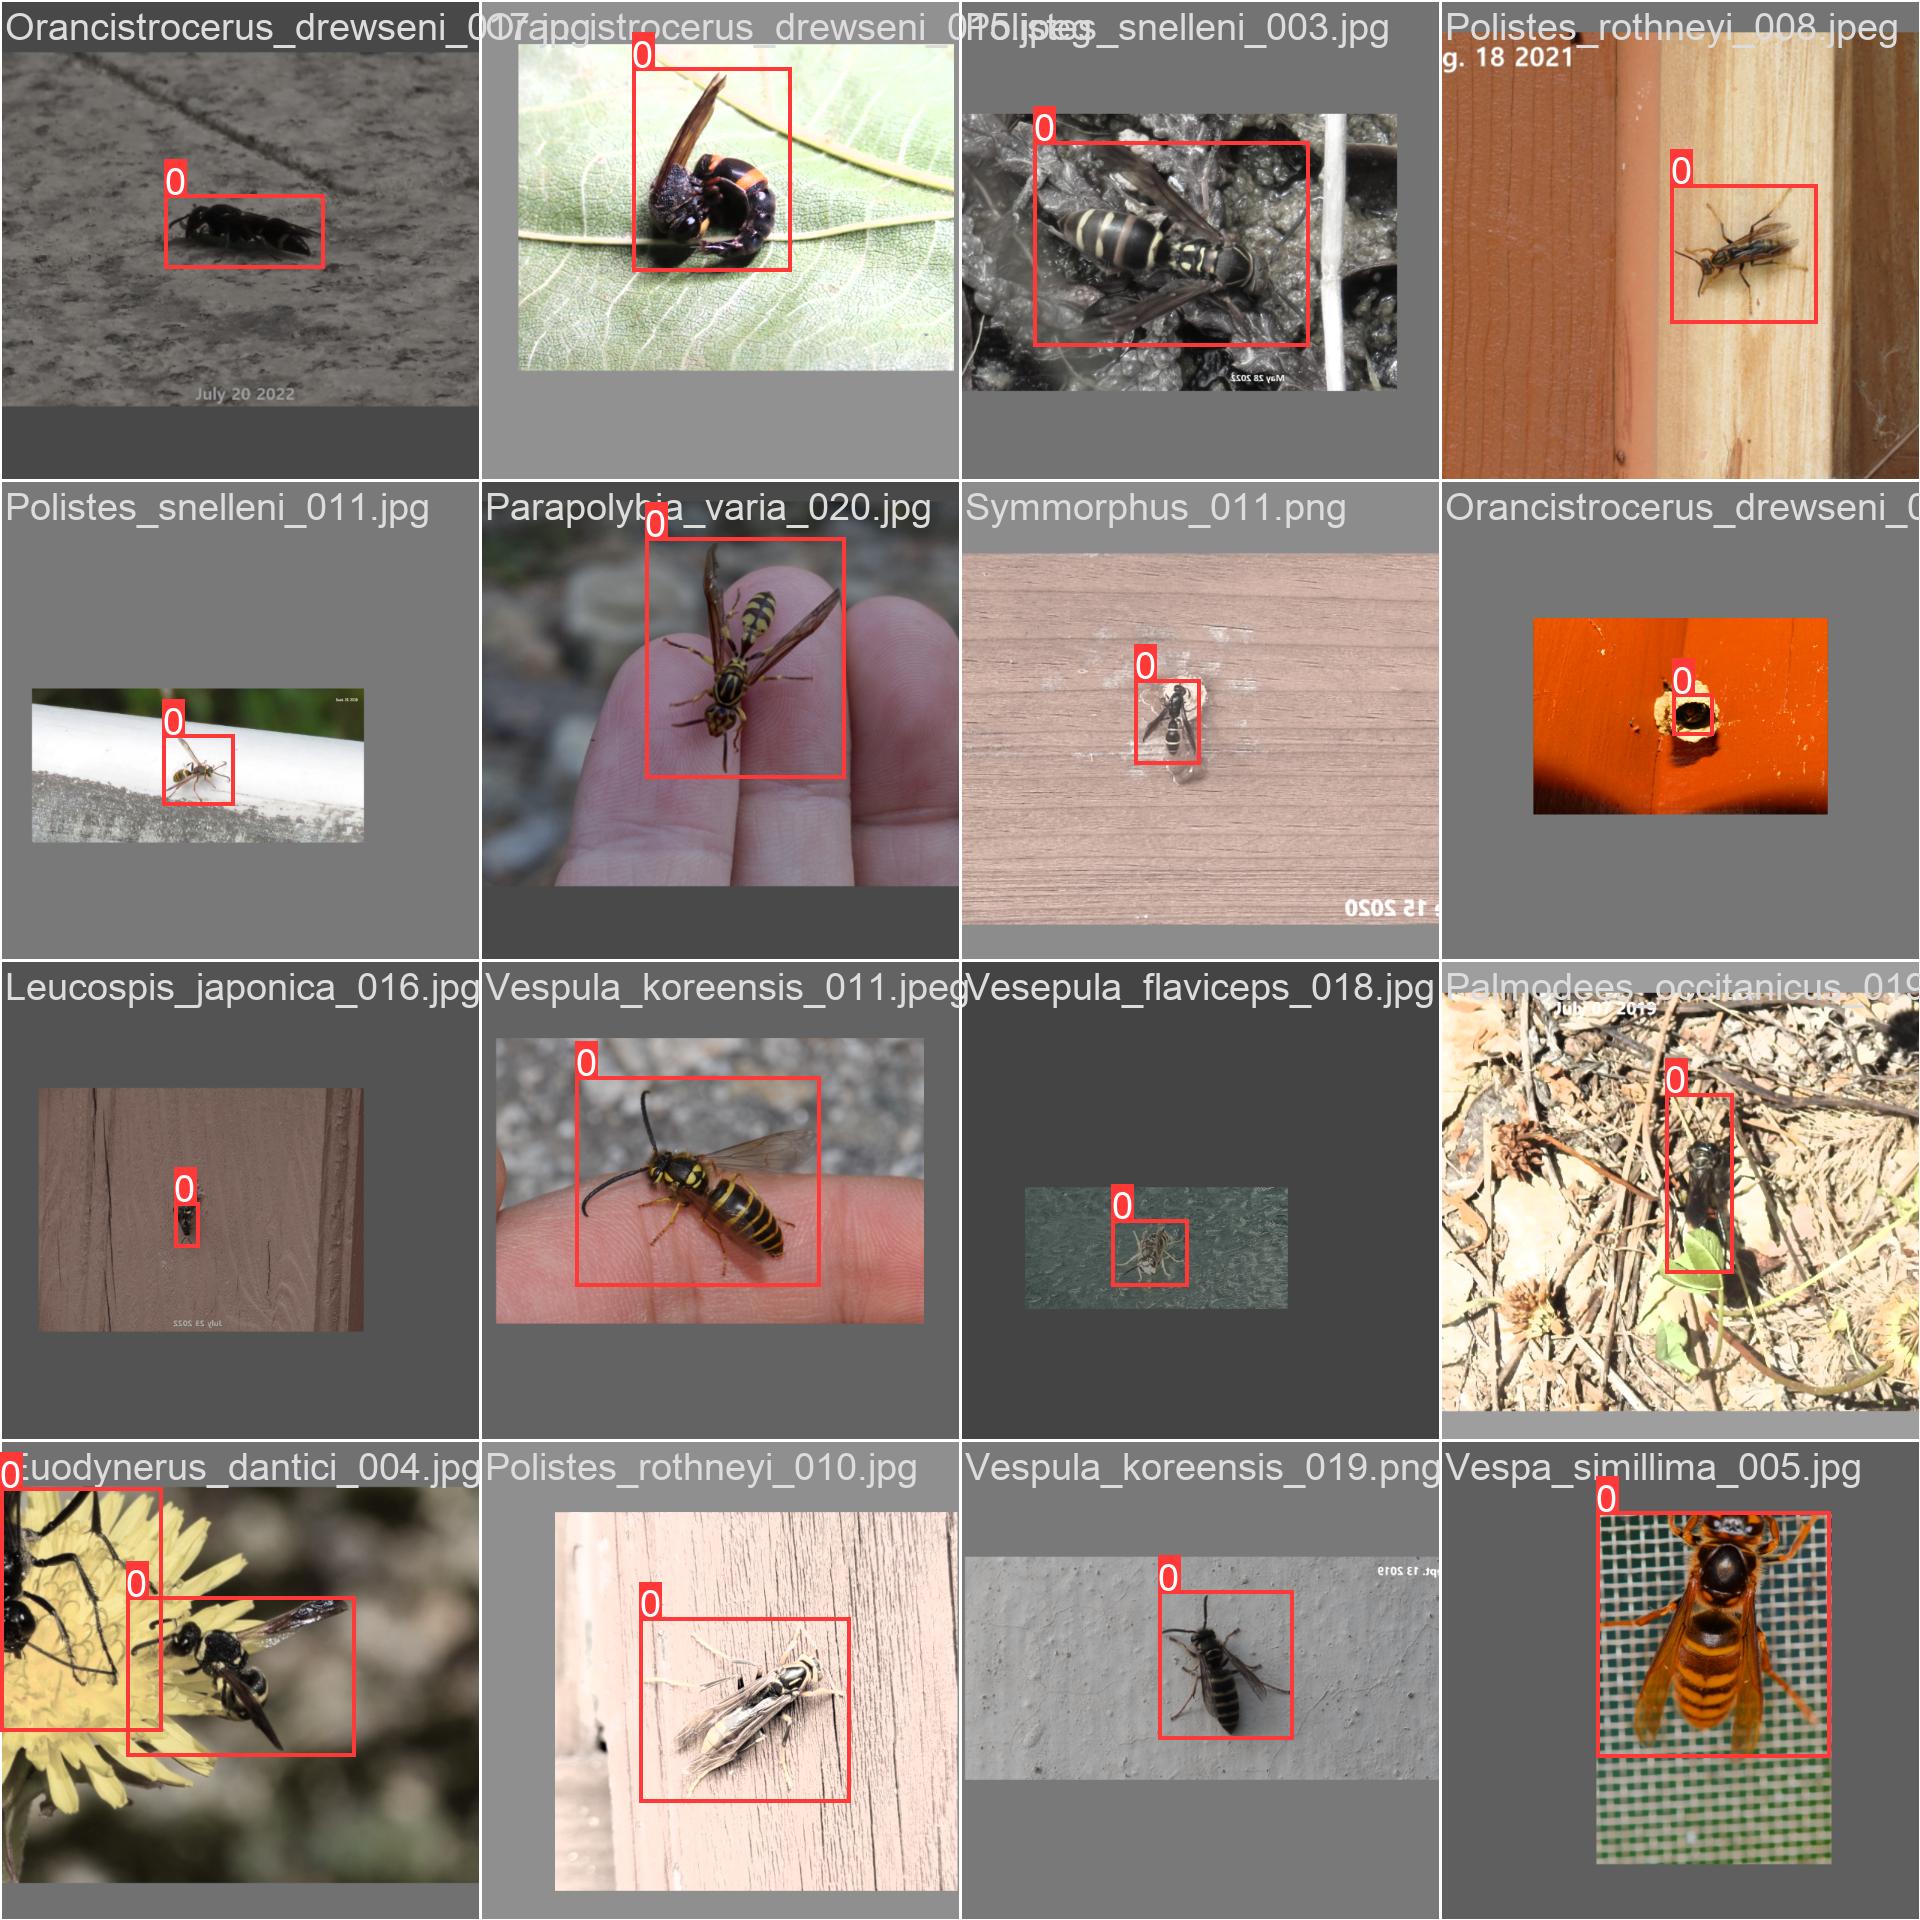 Orancistrocerus_drewseni_017.jpg
Orancistrocerus_drewseni_015.jpeg
Polistes_snelleni_003.jpg
Polistes_rothneyi_008.jpeg
g. 18 2021
0
0
0
0
July 20 2022
May 28 2022
Polistes_snelleni_011.jpg
Parapolybia_varia_020.jpg
Symmorphus_011.png
Orancistrocerus_drewseni_0
0
0
0
0
15 2020
Leucospis_japonica_016.jpg
Vespula_koreensis_011.jpeg
Vesepula_flaviceps_018.jpg
Palmodees_occitanicus_019
July 07 2019
0
0
0
0
July 23 2022
Euodynerus_dantici_004.jpg
Polistes_rothneyi_010.jpg
Vespula_koreensis_019.png
Vespa_simillima_005.jpg
0
0
0
0
0
pt. 13 2019